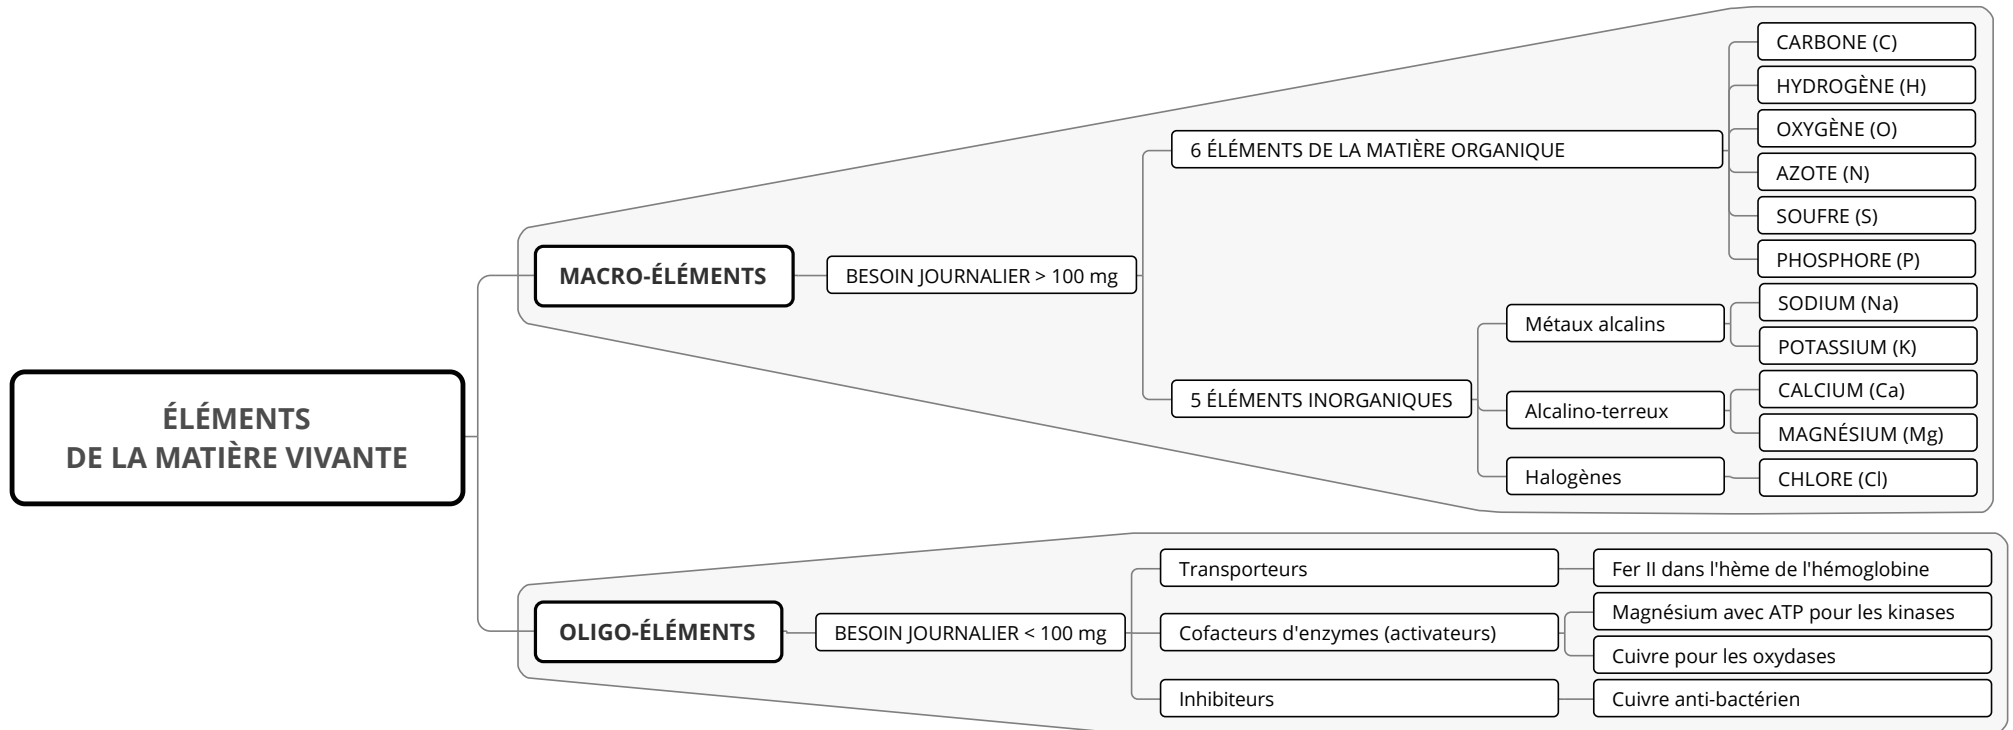 ÉLÉMENTS
DE LA MATIÈRE VIVANTE
MACRO-ÉLÉMENTS
BESOIN JOURNALIER > 100 mg
6 ÉLÉMENTS DE LA MATIÈRE ORGANIQUE
CARBONE (C)
HYDROGÈNE (H)
OXYGÈNE (O)
AZOTE (N)
SOUFRE (S)
PHOSPHORE (P)
5 ÉLÉMENTS INORGANIQUES
Métaux alcalins
SODIUM (Na)
POTASSIUM (K)
Alcalino-terreux
CALCIUM (Ca)
MAGNÉSIUM (Mg)
Halogènes
CHLORE (Cl)
OLIGO-ÉLÉMENTS
BESOIN JOURNALIER < 100 mg
Transporteurs
Fer II dans l'hème de l'hémoglobine
Cofacteurs d'enzymes (activateurs)
Magnésium avec ATP pour les kinases
Cuivre pour les oxydases
Inhibiteurs
Cuivre anti-bactérien